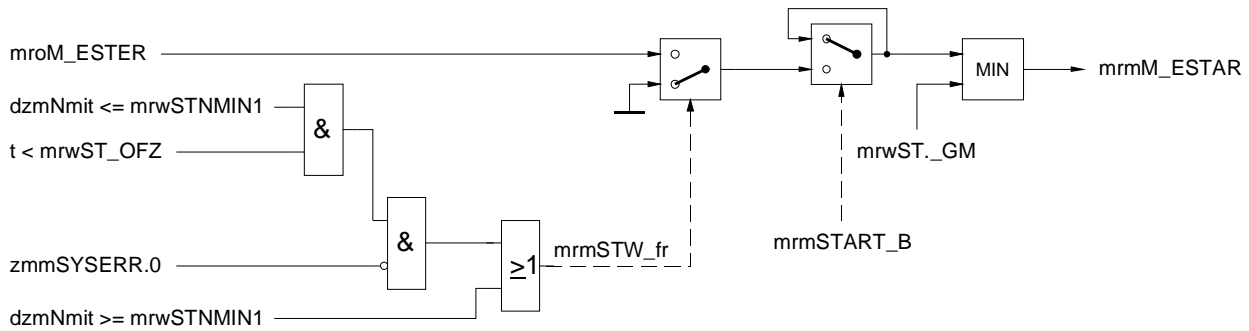 mroM_ESTER
MIN
mrmM_ESTAR
dzmNmit <= mrwSTNMIN1
&
t < mrwST_OFZ
mrwST._GM
&
mrmSTW_fr
mrmSTART_B
zmmSYSERR.0
≥1
dzmNmit >= mrwSTNMIN1